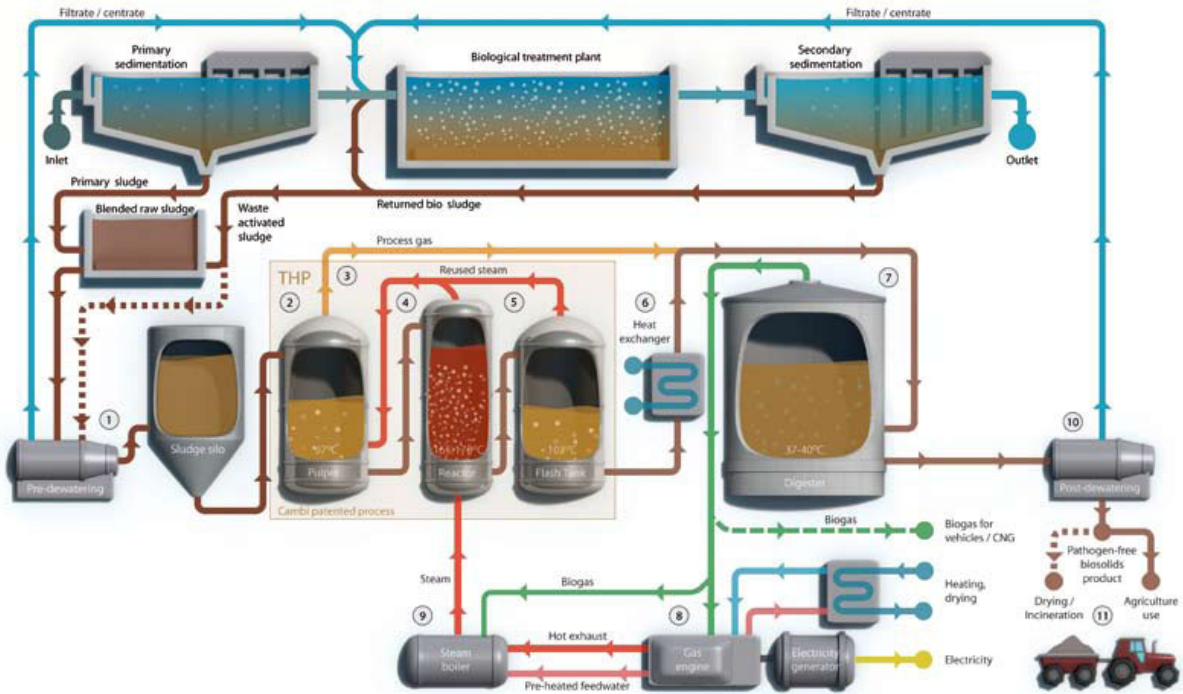 Filtrate / centrate
Filtrate / centrate
Primary
sedimentation
Biological treatment plant
Secondary
sedimentation
Inlet
Outlet
Primary sludge
Returned bio sludge
Blended raw sludge
Waste
activated
sludge
Process gas
THP
3
Reused steam
2
4
5
6
7
Heat
exchanger
1
Sludge silo
97°C
103°C
37-40°C
10
Pulper
Reactor
Flash Tank
Digester
Pre-dewatering
Post-dewatering
Cambi patented process
Biogas
Biogas for
vehicles / CNG
Pathogen-free
biosolids
product
Steam
Biogas
Heating,
drying
Drying /
Incineration
Agriculture
use
9
8
11
Hot exhaust
Steam
boiler
Gas
engine
Electricity
generator
Electricity
Pre-heated feedwater